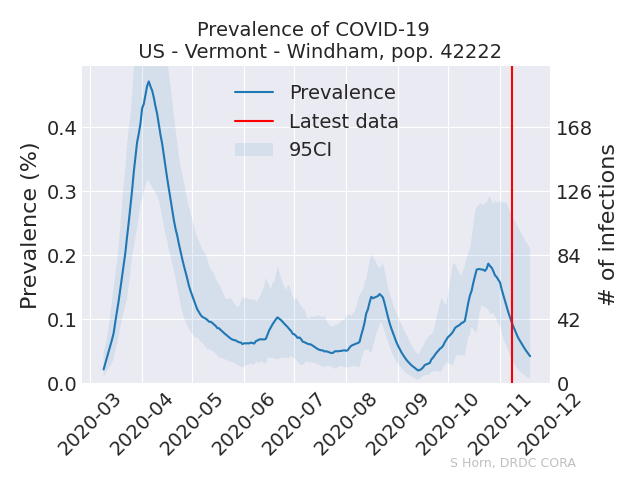 Prevalence of COVID-19
US - Vermont - Windham, pop. 42222
Prevalence
Latest data
95CI
Prevalence (%)
0.4
0.3
0.2
0.1
0.0
168
126
84
42
0
# of infections
2020-03
2020-04
2020-05
2020-06
2020-07
2020-08
2020-09
2020-10
2020-11
2020-12
S Horn, DRDC CORA